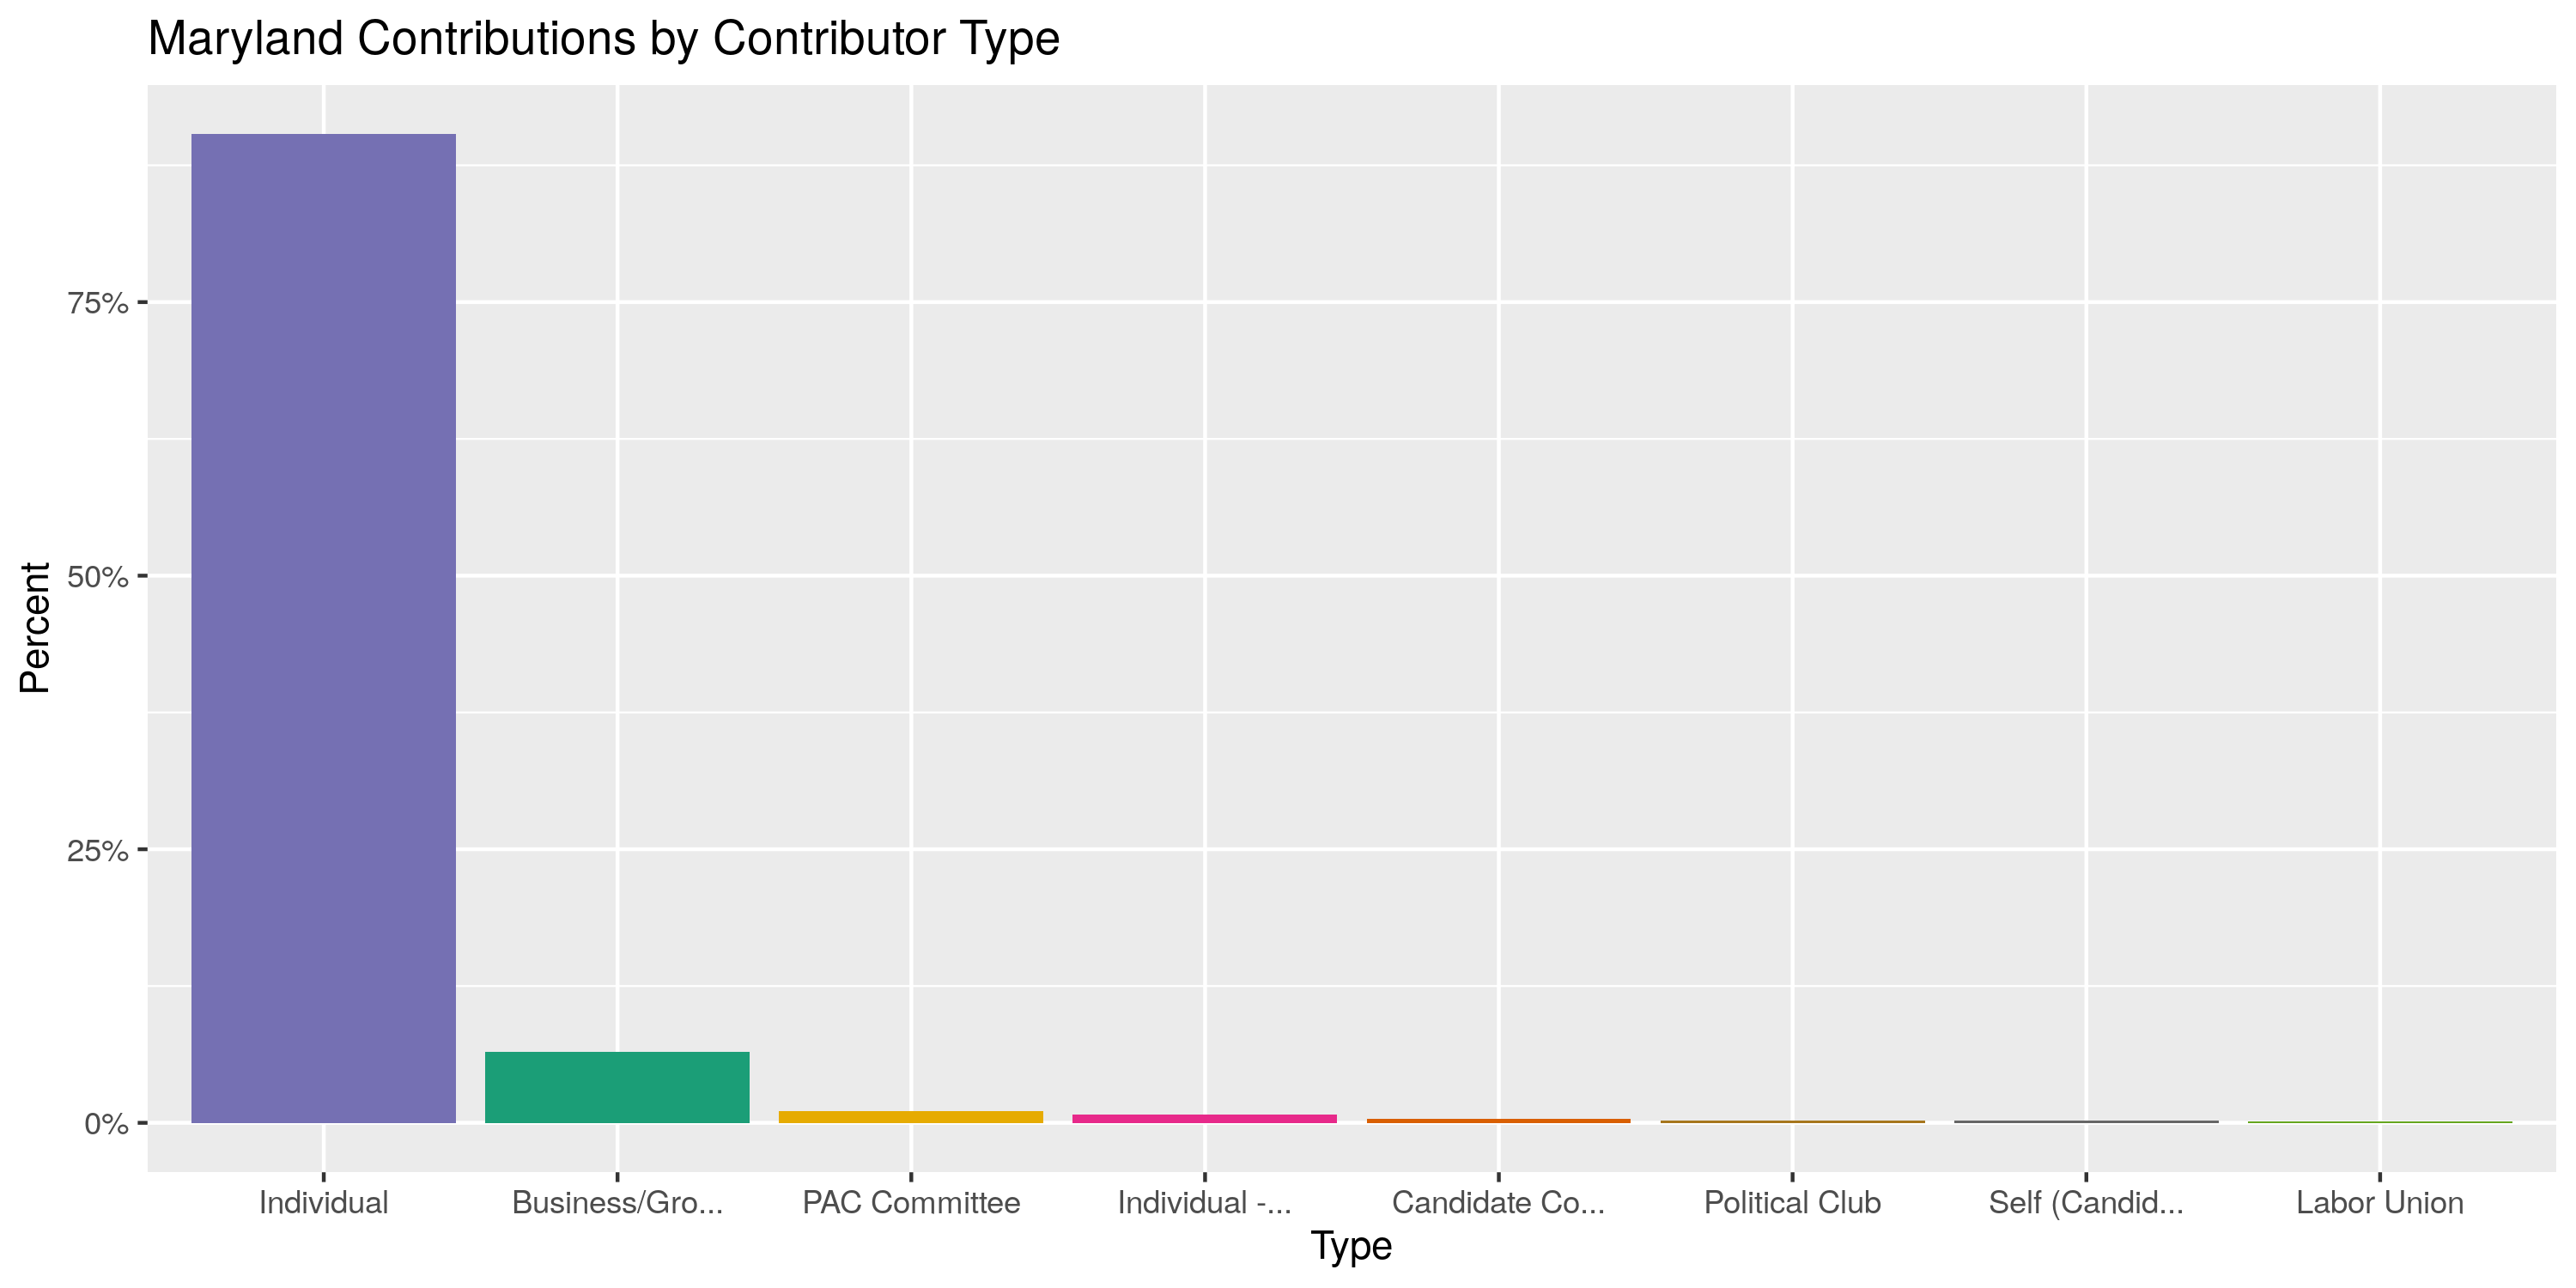 Maryland Contributions by Contributor Type
Percent
75%
50%
25%
0%
Individual
Business/Gro...
PAC Committee
Individual -...
Candidate Co...
Political Club
Self (Candid...
Labor Union
Type